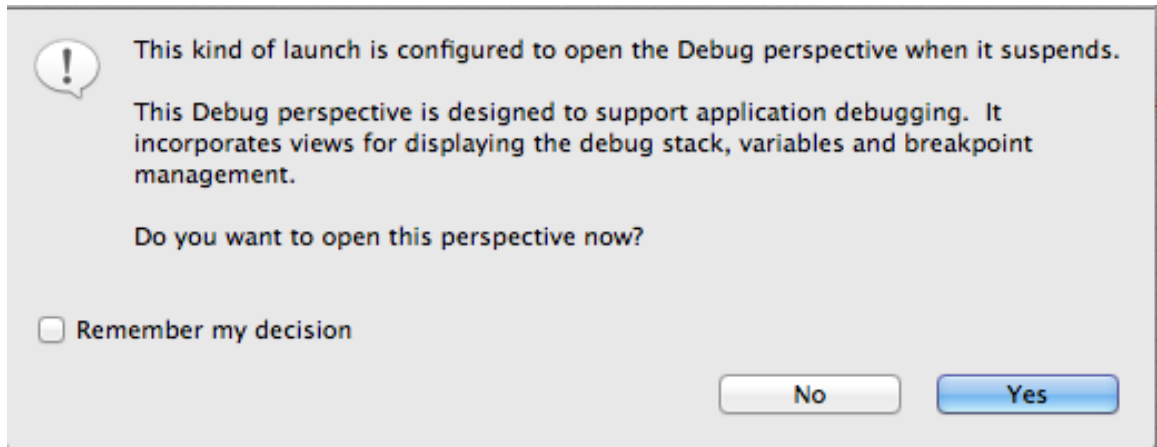 This kind of launch is configured to open the Debug perspective when it suspends.
This Debug perspective is designed to support application debugging.  It
incorporates views for displaying the debug stack, variables and breakpoint
management.
Do you want to open this perspective now?
Remember my decision
No
Yes